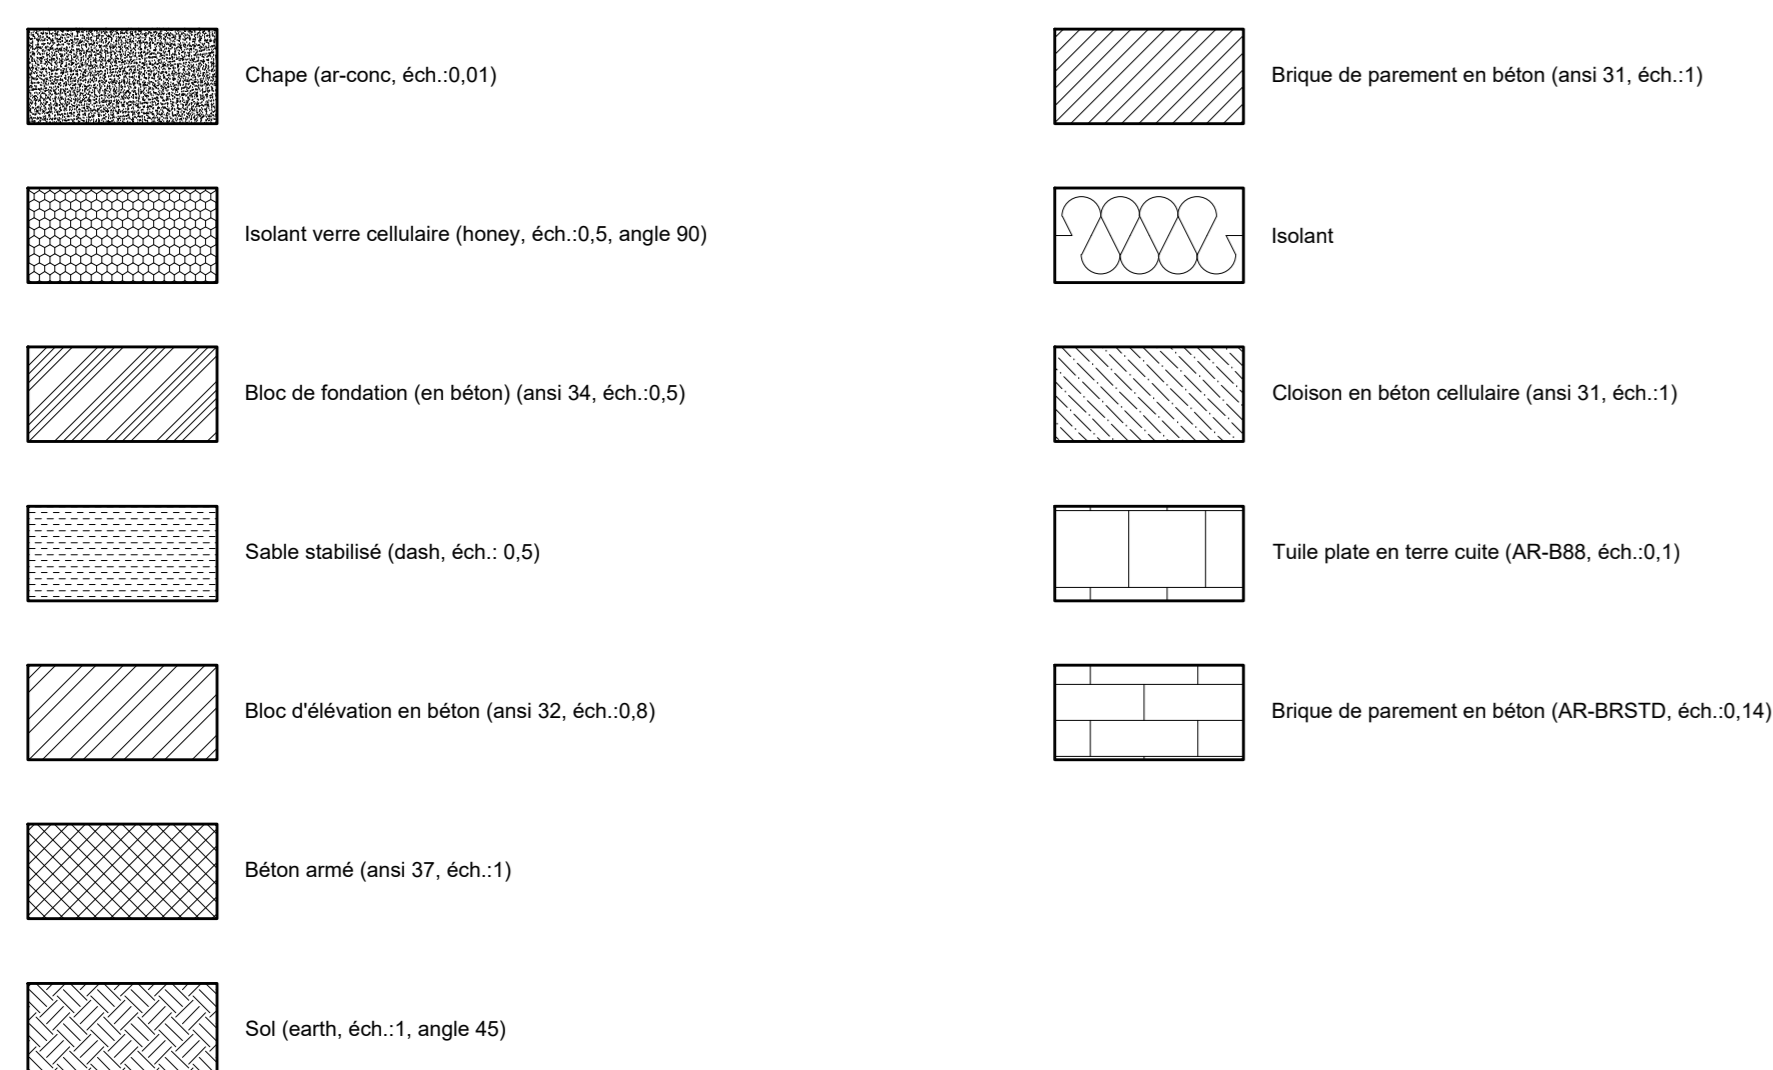 Chape (ar-conc, éch.:0,01)
Isolant verre cellulaire (honey, éch.:0,5, angle 90)
Bloc de fondation (en béton) (ansi 34, éch.:0,5)
Sable stabilisé (dash, éch.: 0,5)
Bloc d'élévation en béton (ansi 32, éch.:0,8)
Béton armé (ansi 37, éch.:1)
Sol (earth, éch.:1, angle 45)
Brique de parement en béton (ansi 31, éch.:1)
Isolant
Cloison en béton cellulaire (ansi 31, éch.:1)
Tuile plate en terre cuite (AR-B88, éch.:0,1)
Brique de parement en béton (AR-BRSTD, éch.:0,14)